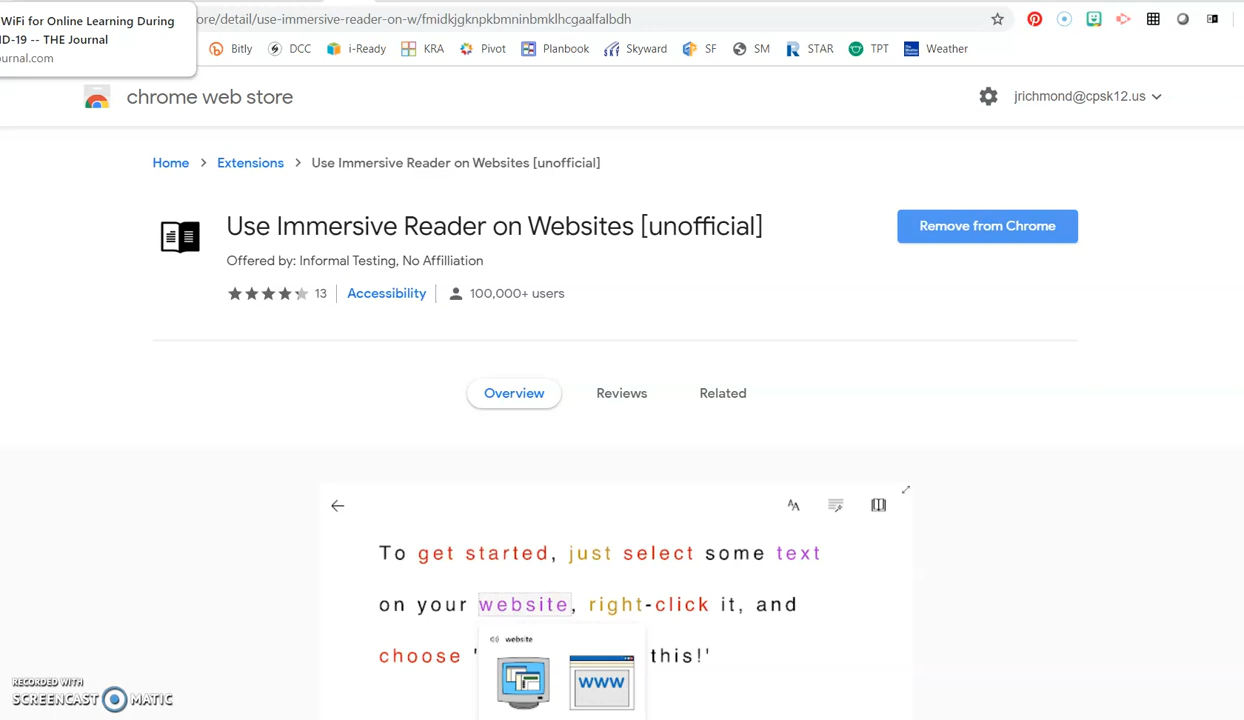 WiFi for Online Learning During
ID-19 -- THE Journal
ournal.com
ore/detail/use-immersive-reader-on-w/fmidkjgknpkbmninbmklhcgaalfalbdh
Bitly DCC i-Ready KRA Pivot Planbook Skyward SF SM STAR TPT Weather
chrome web store
jrichmond@cpsk12.us
Home > Extensions > Use Immersive Reader on Websites [unofficial]
Use Immersive Reader on Websites [unofficial]
Remove from Chrome
Offered by: Informal Testing, No Affilliation
13 Accessibility 100,000+ users
Overview Reviews Related
To get started, just select some text
on your website, right-click it, and
choose ' this!'
website
WWW
RECORDED WITH
SCREENCAST MATIC